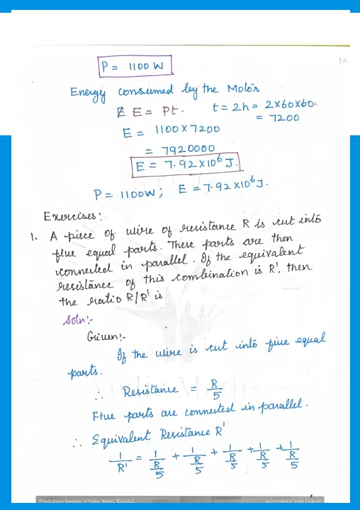 P = 1100 W
Energy consumed by the Motor
E = Pt. t = 2h = 2x60x60
= 7200
E = 1100 x 7200
= 7920000
E = 7.92 x 10⁶ J.
P = 1100W ; E = 7.92 x 10⁶ J.
Exercises:
1. A piece of wire of resistance R is cut into
five equal parts. These parts are then
connected in parallel. If the equivalent
resistance of this combination is R', then
the ratio R/R' is
Soln:-
Given:-
If the wire is cut into five equal
parts.
∴ Resistance = R/5
Five parts are connected in parallel.
∴ Equivalent Resistance R'
1/R' = 1/(R/5) + 1/(R/5) + 1/(R/5) + 1/(R/5) + 1/(R/5)